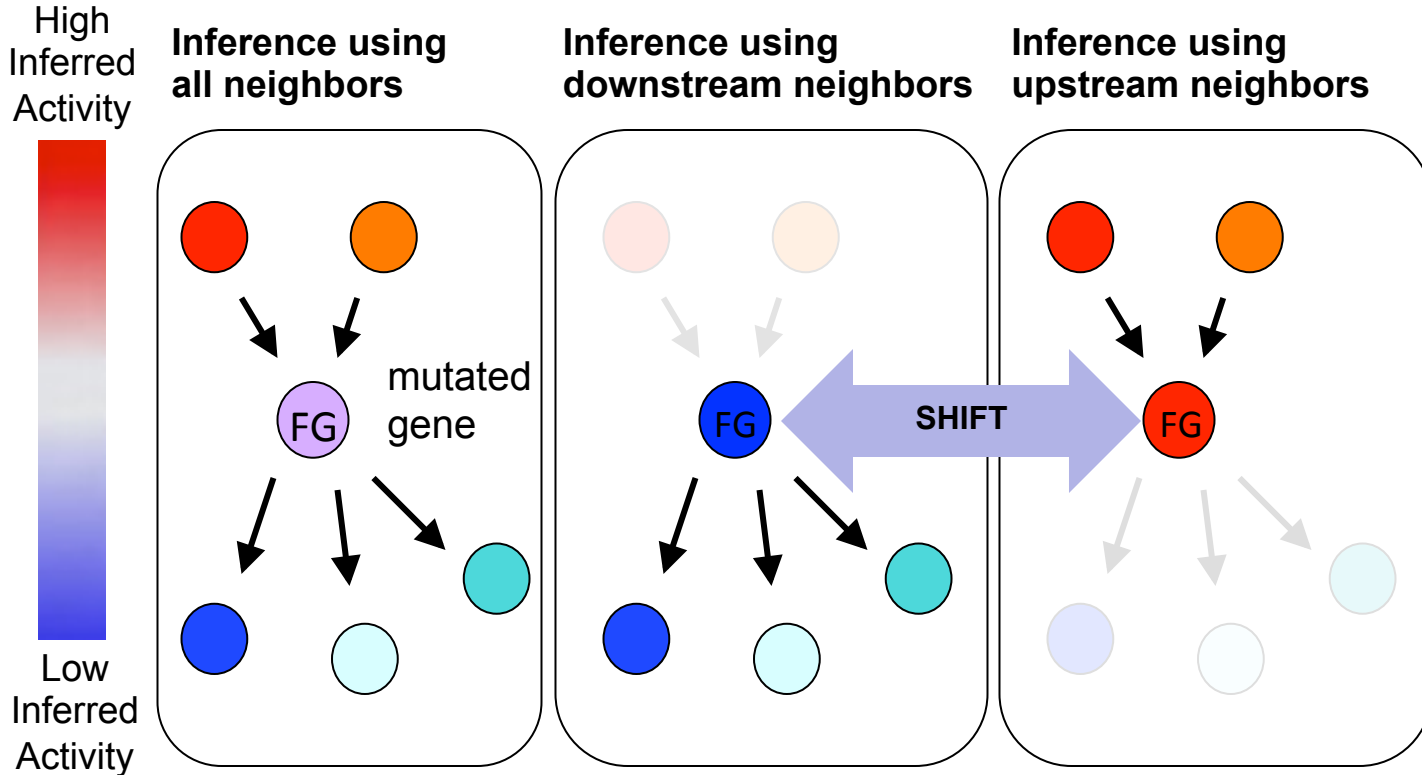 High
Inferred
Activity
Inference using
all neighbors
Inference using
downstream neighbors
Inference using
upstream neighbors
FG
mutated
gene
FG
SHIFT
FG
Low
Inferred
Activity